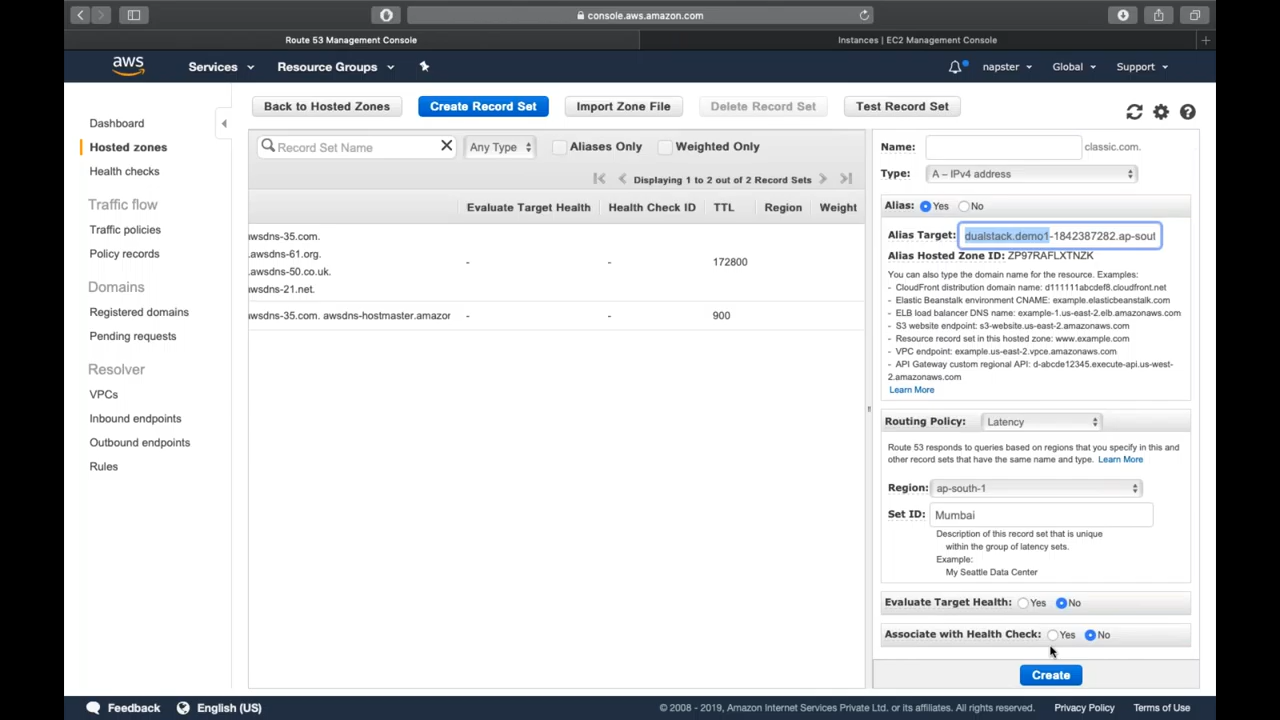 console.aws.amazon.com
Route 53 Management Console
Instances | EC2 Management Console
aws
Services
Resource Groups
napster
Global
Support
Dashboard
Hosted zones
Health checks
Traffic flow
Traffic policies
Policy records
Domains
Registered domains
Pending requests
Resolver
VPCs
Inbound endpoints
Outbound endpoints
Rules
Back to Hosted Zones
Create Record Set
Import Zone File
Delete Record Set
Test Record Set
Record Set Name
Any Type
Aliases Only
Weighted Only
Displaying 1 to 2 out of 2 Record Sets
Evaluate Target Health
Health Check ID
TTL
Region
Weight
wsdns-35.com.
.awsdns-61.org.
.awsdns-50.co.uk.
wsdns-21.net.
-
-
172800
wsdns-35.com. awsdns-hostmaster.amazor
-
-
900
Name:
classic.com.
Type:
A – IPv4 address
Alias:
Yes
No
Alias Target:
dualstack.demo1-1842387282.ap-sout
Alias Hosted Zone ID: ZP97RAFLXTNZK
You can also type the domain name for the resource. Examples:
- CloudFront distribution domain name: d111111abcdef8.cloudfront.net
- Elastic Beanstalk environment CNAME: example.elasticbeanstalk.com
- ELB load balancer DNS name: example-1.us-east-2.elb.amazonaws.com
- S3 website endpoint: s3-website.us-east-2.amazonaws.com
- Resource record set in this hosted zone: www.example.com
- VPC endpoint: example.us-east-2.vpce.amazonaws.com
- API Gateway custom regional API: d-abcde12345.execute-api.us-west-
2.amazonaws.com
Learn More
Routing Policy:
Latency
Route 53 responds to queries based on regions that you specify in this and
other record sets that have the same name and type. Learn More
Region:
ap-south-1
Set ID:
Mumbai
Description of this record set that is unique
within the group of latency sets.
Example:
My Seattle Data Center
Evaluate Target Health:
Yes
No
Associate with Health Check:
Yes
No
Create
Feedback
English (US)
© 2008 - 2019, Amazon Internet Services Private Ltd. or its affiliates. All rights reserved.
Privacy Policy
Terms of Use